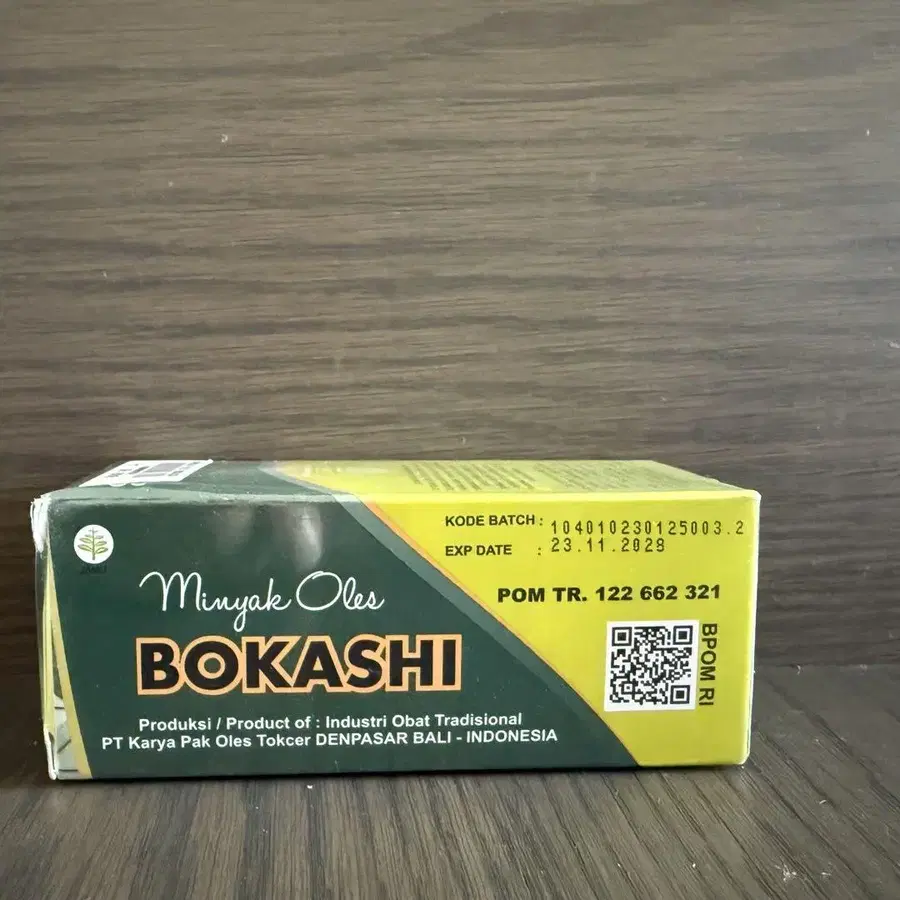 KODE BATCH : 104010230125003.2
EXP DATE : 23.11.2028
POM TR. 122 662 321
BPOM RI
Minyak Oles
BOKASHI
Produksi / Product of : Industri Obat Tradisional
PT Karya Pak Oles Tokcer DENPASAR BALI - INDONESIA